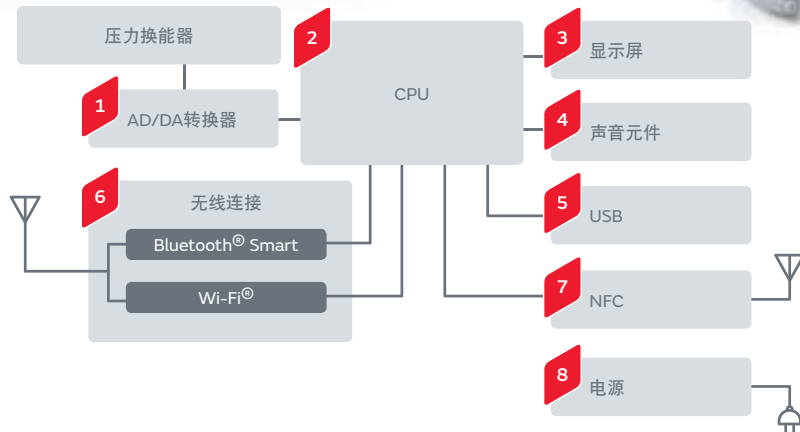 压力换能器
1
AD/DA转换器
2
CPU
3
显示屏
4
声音元件
5
USB
6
无线连接
Bluetooth® Smart
Wi-Fi®
7
NFC
8
电源